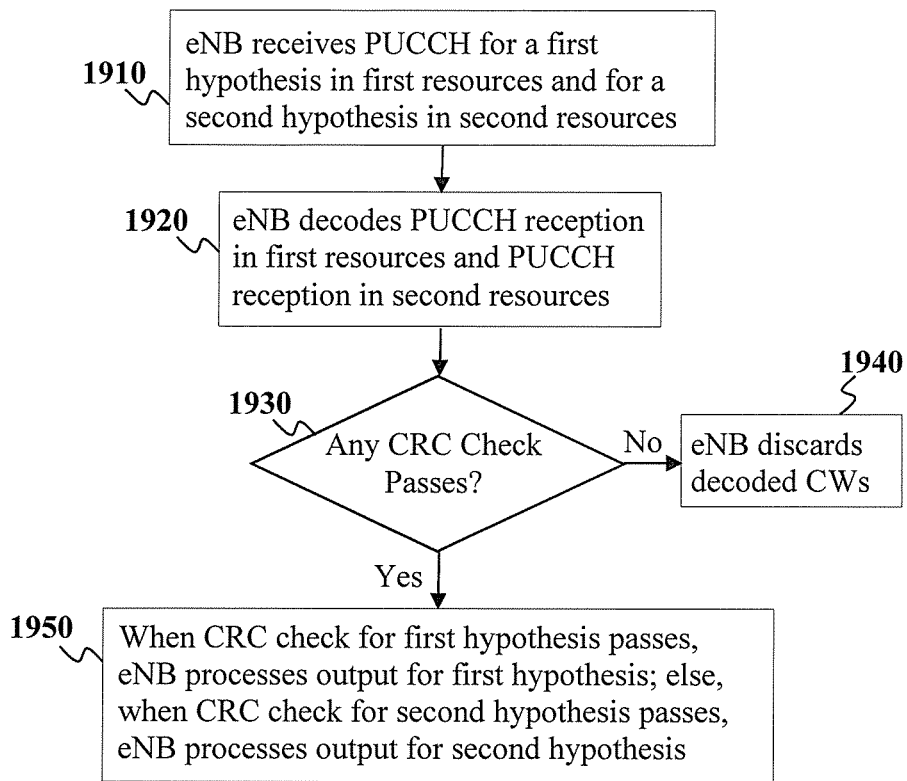 1910
eNB receives PUCCH for a first
hypothesis in first resources and for a
second hypothesis in second resources
1920
eNB decodes PUCCH reception
in first resources and PUCCH
reception in second resources
1930
Any CRC Check
Passes?
No
1940
eNB discards
decoded CWs
Yes
1950
When CRC check for first hypothesis passes,
eNB processes output for first hypothesis; else,
when CRC check for second hypothesis passes,
eNB processes output for second hypothesis